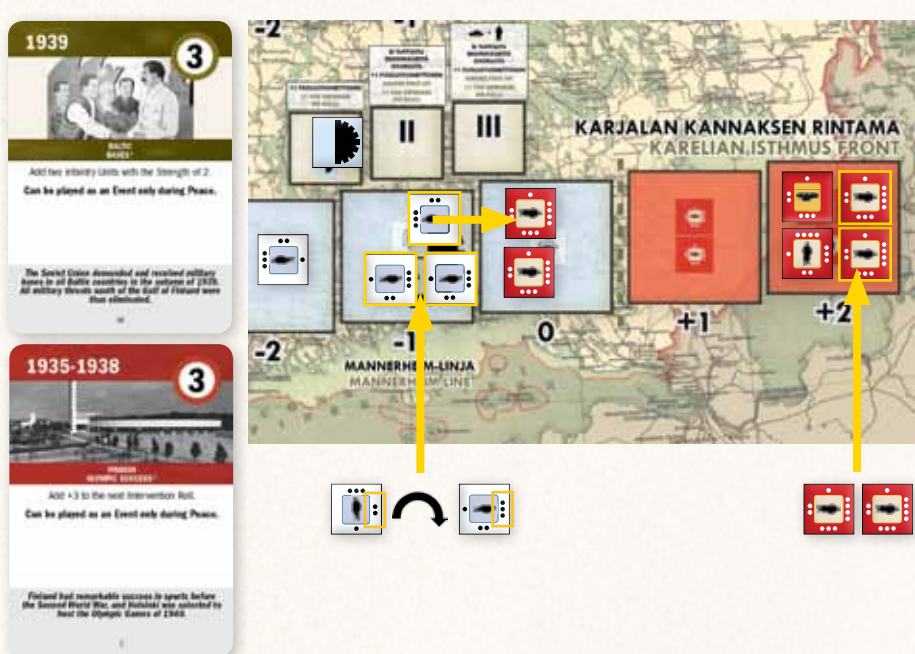 1939
3
BALTIC
BASES*
Add two Infantry Units with the Strength of 2.
Can be played as an Event only during Peace.
The Soviet Union demanded and received military
bases in all Baltic countries in the autumn of 1939.
All military threats south of the Gulf of Finland were
thus eliminated.
1935-1938
3
FINNISH
OLYMPIC SUCCESS*
Add +3 to the next Intervention Roll.
Can be played as an Event only during Peace.
Finland had remarkable success in sports before
the Second World War, and Helsinki was selected to
host the Olympic Games of 1940.
-2
II
III
KARJALAN KANNAKSEN RINTAMA
KARELIAN ISTHMUS FRONT
-2
-1
0
+1
+2
MANNERHEIM-LINJA
MANNERHEIM LINE